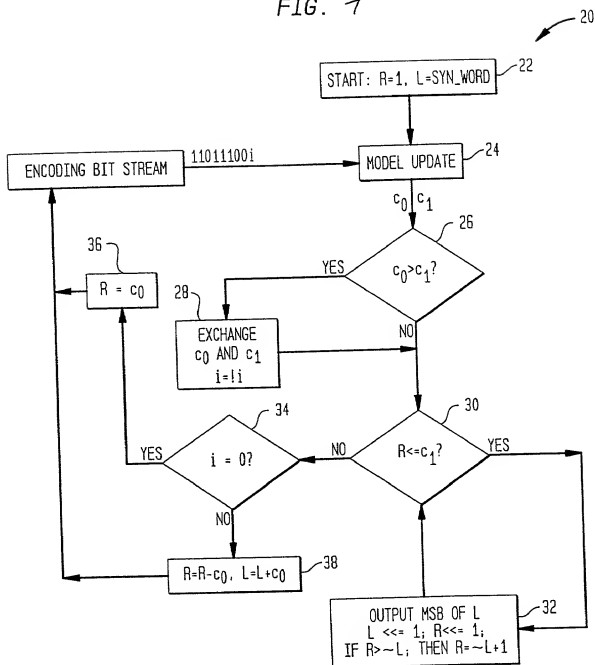 FIG. 1
20
START: R=1, L=SYN_WORD
22
ENCODING BIT STREAM
11011100i
MODEL UPDATE
24
c0 c1
26
36
YES
c0>c1?
R = c0
28
EXCHANGE
c0 AND c1
i=!i
NO
34
30
YES
i = 0?
NO
R<=c1?
YES
NO
R=R-c0, L=L+c0
38
OUTPUT MSB OF L
L <<= 1; R<<= 1;
IF R>~L; THEN R=~L+1
32